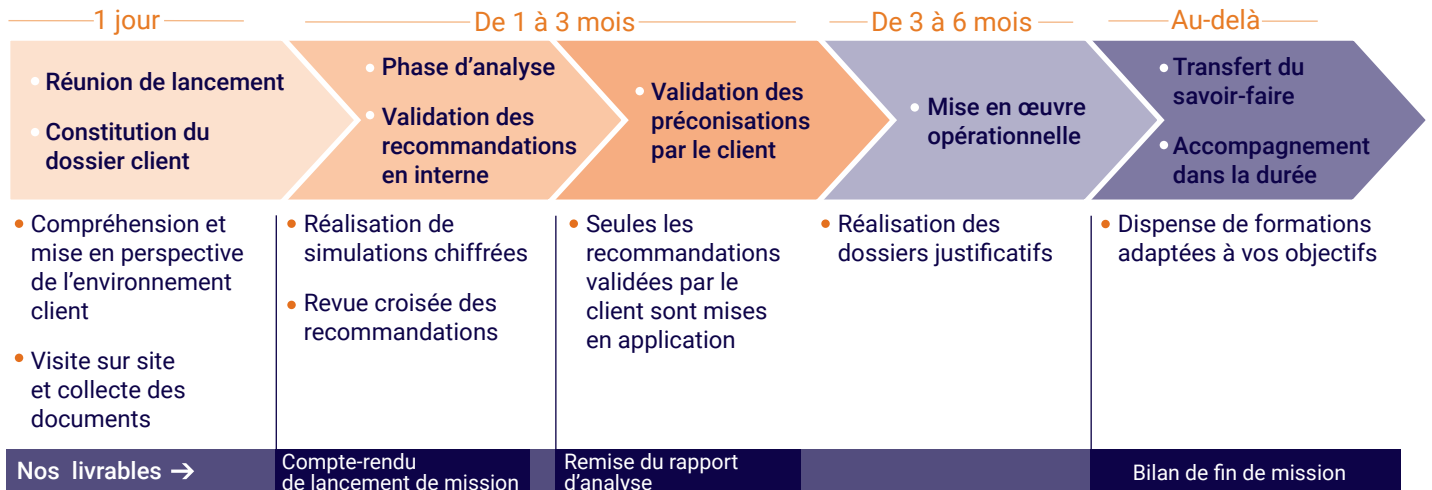 1 jour
De 1 à 3 mois
De 3 à 6 mois
Au-delà
Réunion de lancement
Constitution du
dossier client
Phase d'analyse
Validation des
recommandations
en interne
Validation des
préconisations
par le client
Mise en œuvre
opérationnelle
Transfert du
savoir-faire
Accompagnement
dans la durée
Compréhension et
mise en perspective
de l'environnement
client
Visite sur site
et collecte des
documents
Réalisation de
simulations chiffrées
Revue croisée des
recommandations
Seules les
recommandations
validées par le
client sont mises
en application
Réalisation des
dossiers justificatifs
Dispense de formations
adaptées à vos objectifs
Nos livrables →
Compte-rendu
de lancement de mission
Remise du rapport
d'analyse
Bilan de fin de mission